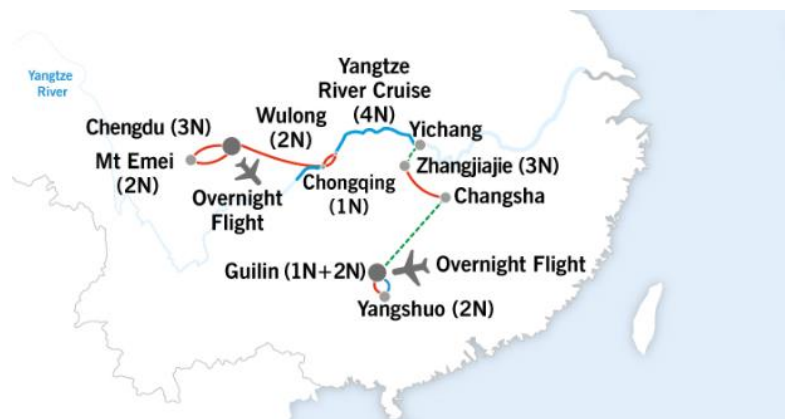 Yangtze
River
Yangtze
River Cruise
(4N)
Wulong
(2N)
Chengdu (3N)
Mt Emei
(2N)
Overnight
Flight
Chongqing
(1N)
Yichang
Zhangjiajie (3N)
Changsha
Guilin (1N+2N)
Overnight Flight
Yangshuo (2N)